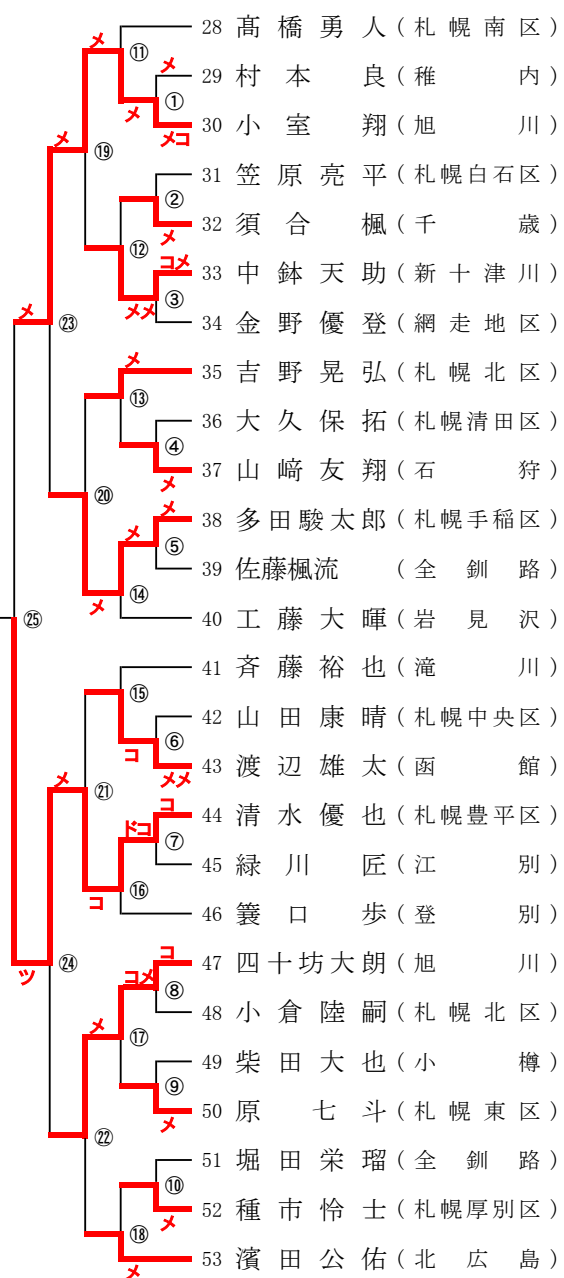 28 髙橋勇人（札幌南区）
メ ⑪
29 村本良（稚内）
メ ①
メ メコ
30 小室翔（旭川）
メ ⑲
31 笠原亮平（札幌白石区）
②
32 須合楓（千歳）
メ
⑫
33 中鉢天助（新十津川）
コメ
メメ ③
34 金野優登（網走地区）
メ ㉓
35 吉野晃弘（札幌北区）
メ
⑬
36 大久保拓（札幌清田区）
④
37 山﨑友翔（石狩）
メ
⑳
38 多田駿太郎（札幌手稲区）
メ
メ ⑤
39 佐藤楓流（全釧路）
メ ⑭
40 工藤大暉（岩見沢）
㉕
41 斉藤裕也（滝川）
⑮
42 山田康晴（札幌中央区）
⑥
コ メメ
43 渡辺雄太（函館）
メ ㉑
44 清水優也（札幌豊平区）
コ
ドコ ⑦
45 緑川匠（江別）
コ ⑯
46 簑口歩（登別）
ツ ㉔
47 四十坊大朗（旭川）
コ
コメ ⑧
48 小倉陸嗣（札幌北区）
メ ⑰
49 柴田大也（小樽）
⑨
50 原七斗（札幌東区）
メ
㉒
51 堀田栄瑠（全釧路）
⑩
52 種市怜士（札幌厚別区）
メ
⑱
53 濱田公佑（北広島）
メ